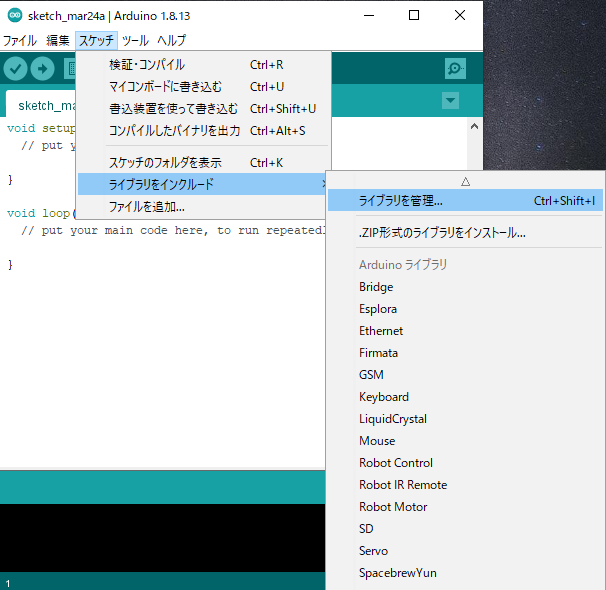 sketch_mar24a | Arduino 1.8.13
ファイル 編集 スケッチ ツール ヘルプ
検証・コンパイル Ctrl+R
マイコンボードに書き込む Ctrl+U
書込装置を使って書き込む Ctrl+Shift+U
コンパイルしたバイナリを出力 Ctrl+Alt+S
スケッチのフォルダを表示 Ctrl+K
ライブラリをインクルード
ファイルを追加...
sketch_ma
void setup
// put y
}
void loop(
// put your main code here, to run repeatedl
}
ライブラリを管理... Ctrl+Shift+I
.ZIP形式のライブラリをインストール...
Arduino ライブラリ
Bridge
Esplora
Ethernet
Firmata
GSM
Keyboard
LiquidCrystal
Mouse
Robot Control
Robot IR Remote
Robot Motor
SD
Servo
SpacebrewYun
1